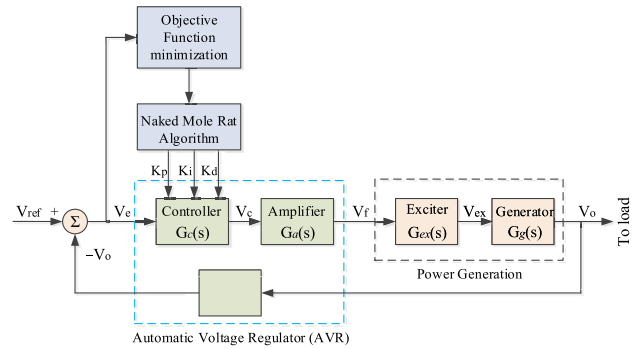 Objective
Function
minimization
Naked Mole Rat
Algorithm
Kp Ki Kd
Vref + Σ Ve Controller Vc Amplifier Vf Exciter Vex Generator Vo
Gc(s) Ga(s) Gex(s) Gg(s)
To load
−Vo
Power Generation
Automatic Voltage Regulator (AVR)